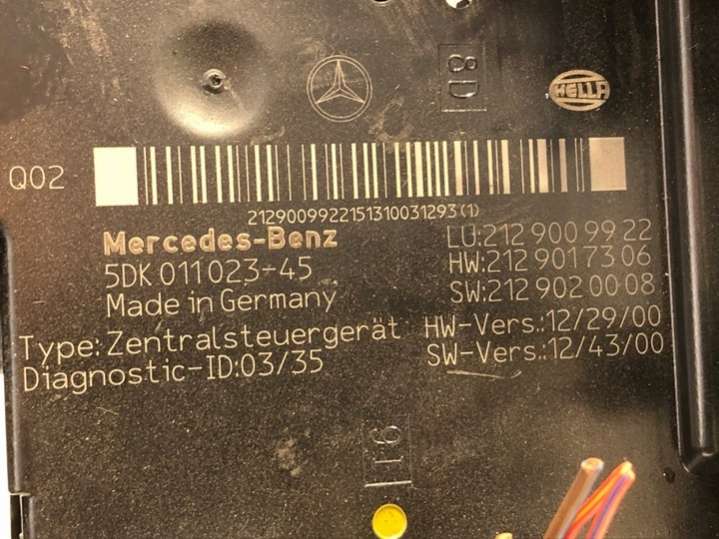 8D
HELLA
Q02
2129009922151310031293(1)
Mercedes-Benz
LU:212 900 99 22
5DK 011 023-45
HW:212 901 73 06
Made in Germany
SW:212 902 00 08
Type: Zentralsteuergerät
HW-Vers.:12/29/00
Diagnostic-ID:03/35
SW-Vers.:12/43/00